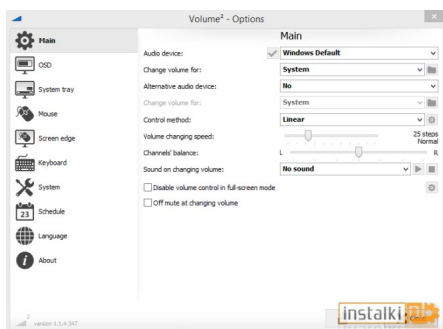 Volume² - Options
Main
OSD
System tray
Mouse
Screen edge
Keyboard
System
23 Schedule
Language
About
2
version 1.1.4.347
Main
Audio device: Windows Default
Change volume for: System
Alternative audio device: No
Change volume for: System
Control method: Linear
Volume changing speed: 25 steps
Normal
Channels' balance: L R
Sound on changing volume: No sound
Disable volume control in full-screen mode
Off mute at changing volume
instalki